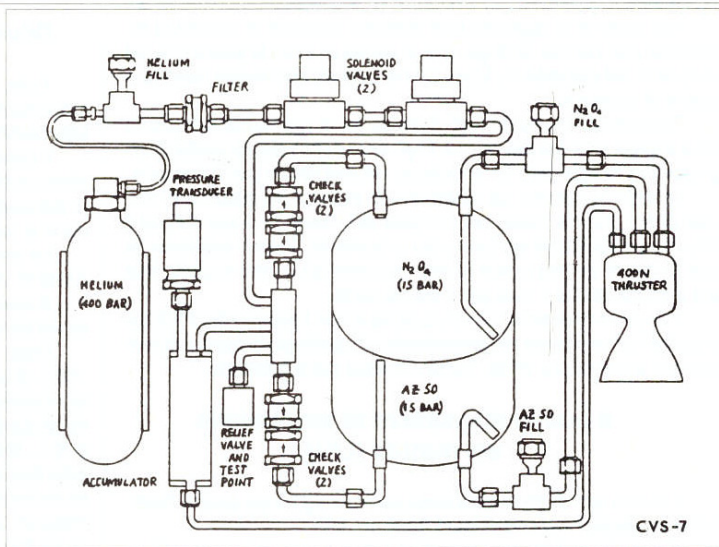 HELIUM
FILL
FILTER
SOLENOID
VALVES
(2)
N₂O₄
FILL
PRESSURE
TRANSDUCER
CHECK
VALVES
(2)
HELIUM
(400 BAR)
N₂O₄
(15 BAR)
400N
THRUSTER
AZ 50
(15 BAR)
AZ 50
FILL
RELIEF
VALVE
AND
TEST
POINT
CHECK
VALVES
(2)
ACCUMULATOR
CVS-7